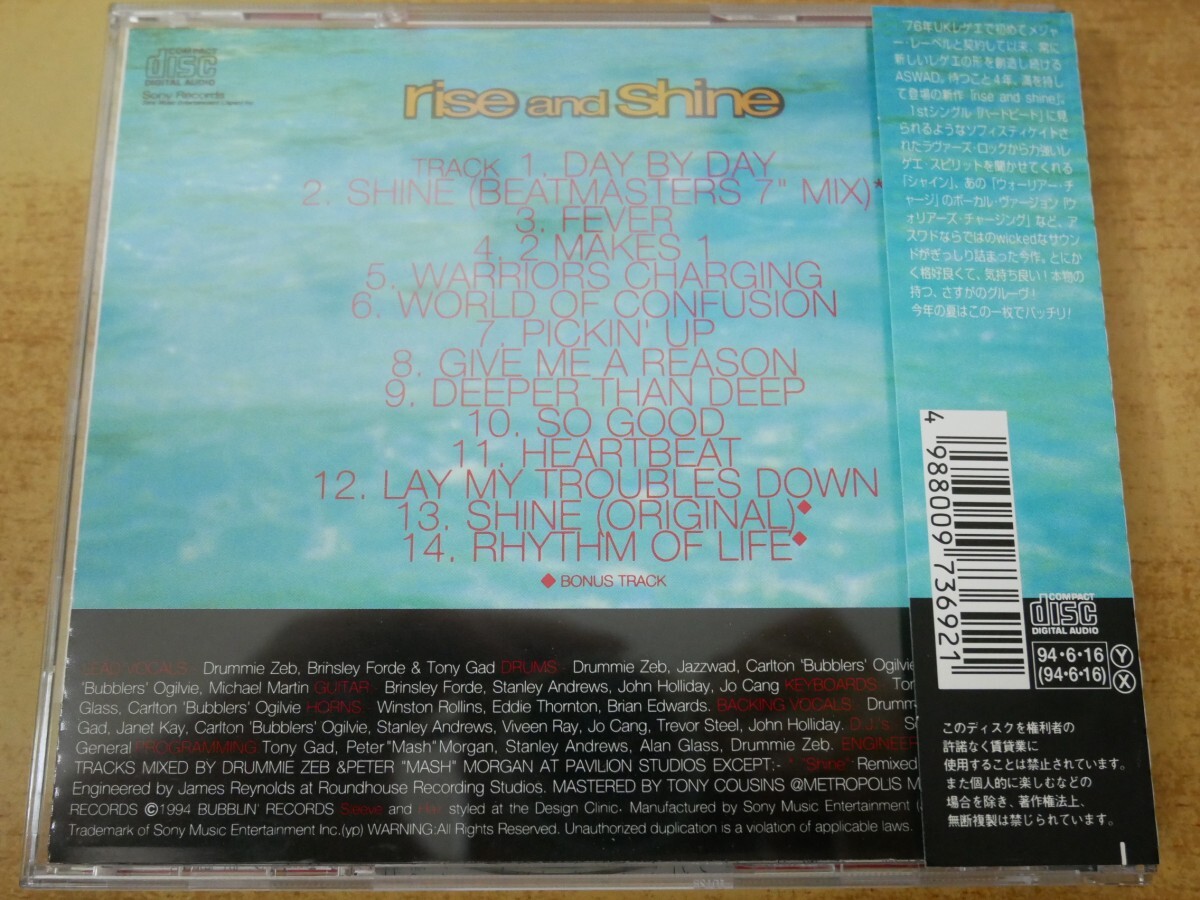 COMPACT
disc
DIGITAL AUDIO
Sony Records
rise and shine
TRACK 1. DAY BY DAY
2. SHINE (BEATMASTERS 7" MIX)*
3. FEVER
4. 2 MAKES 1
5. WARRIORS CHARGING
6. WORLD OF CONFUSION
7. PICKIN' UP
8. GIVE ME A REASON
9. DEEPER THAN DEEP
10. SO GOOD
11. HEARTBEAT
12. LAY MY TROUBLES DOWN
13. SHINE (ORIGINAL)◆
14. RHYTHM OF LIFE◆
◆ BONUS TRACK
LEAD VOCALS:- Drummie Zeb, Brinsley Forde & Tony Gad DRUMS:- Drummie Zeb, Jazzwad, Carlton 'Bubblers' Ogilvie
'Bubblers' Ogilvie, Michael Martin GUITAR:- Brinsley Forde, Stanley Andrews, John Holliday, Jo Cang KEYBOARDS:
Glass, Carlton 'Bubblers' Ogilvie HORNS:- Winston Rollins, Eddie Thornton, Brian Edwards. BACKING VOCALS:
Gad, Janet Kay, Carlton 'Bubblers' Ogilvie, Stanley Andrews, Viveen Ray, Jo Cang, Trevor Steel, John Holliday. D.J.'s:
General PROGRAMMING: Tony Gad, Peter"Mash"Morgan, Stanley Andrews, Alan Glass, Drummie Zeb.
TRACKS MIXED BY DRUMMIE ZEB &PETER "MASH" MORGAN AT PAVILION STUDIOS EXCEPT:- * "Shine"- Remixed
Engineered by James Reynolds at Roundhouse Recording Studios. MASTERED BY TONY COUSINS @METROPOLIS
RECORDS ©1994 BUBBLIN' RECORDS Sleeve and styled at the Design Clinic. Manufactured by Sony Music Entertainment
Trademark of Sony Music Entertainment Inc.(yp) WARNING:All Rights Reserved. Unauthorized duplication is a violation of applicable laws.
'76年UKレゲエで初めてメジャ
ー・レーベルと契約して以来、常に
新しいレゲエの形を創造し続ける
ASWAD。待つこと4年、満を持し
て登場の新作『rise and shine』。
1stシングル「ハートビート」に見
られるようなソフィスティケイトさ
れたラヴァーズ・ロックから力強いレ
ゲエ・スピリットを聞かせてくれる
「シャイン」、あの「ウォーリアー・チャ
ージ」のボーカル・ヴァージョン「ウ
ォリアーズ・チャージング」など、ア
スワドならではのwickedなサウン
ドがぎっしり詰まった今作。とにか
く格好良くて、気持ち良い！本物の
持つ、さすがのグルーヴ！
今年の夏はこの一枚でバッチリ！
4 988009 736921
COMPACT
disc
DIGITAL AUDIO
94・6・16
(94・6・16)
Y
X
このディスクを権利者の
許諾なく賃貸業に
使用することは禁止されています。
また個人的に楽しむなどの
場合を除き、著作権法上、
無断複製は禁じられています。